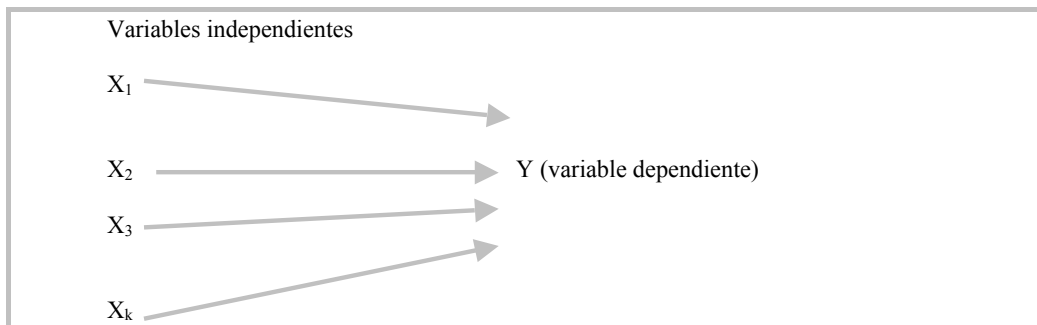 Variables independientes
X₁
X₂ Y (variable dependiente)
X₃
Xₖ